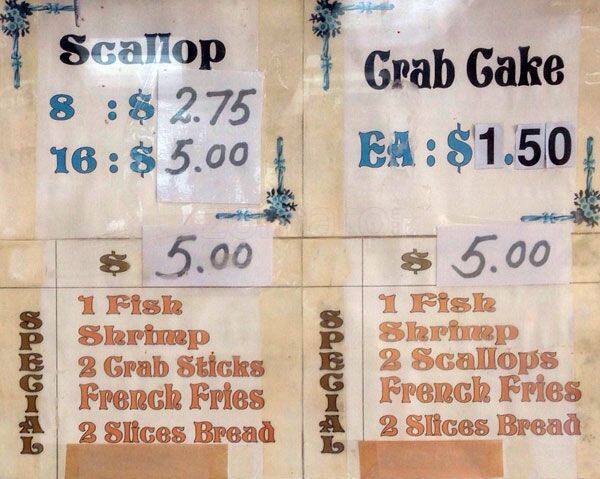 Scallop
8 : $ 2.75
16 : $ 5.00
Crab Cake
EA : $ 1.50
$ 5.00
SPECIAL
1 Fish
Shrimp
2 Crab Sticks
French Fries
2 Slices Bread
$ 5.00
SPECIAL
1 Fish
Shrimp
2 Scallops
French Fries
2 Slices Bread